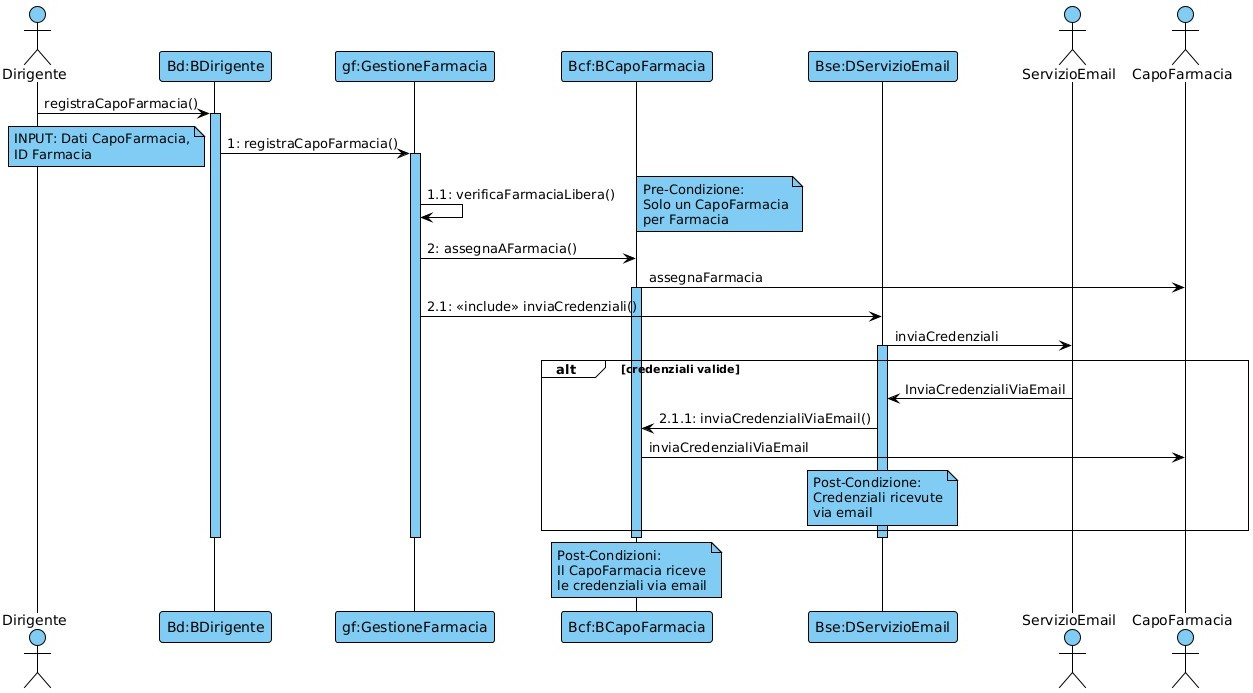 Dirigente
Bd:BDirigente
gf:GestioneFarmacia
Bcf:BCapoFarmacia
Bse:DServizioEmail
ServizioEmail
CapoFarmacia
registraCapoFarmacia()
INPUT: Dati CapoFarmacia,
ID Farmacia
1: registraCapoFarmacia()
1.1: verificaFarmaciaLibera()
Pre-Condizione:
Solo un CapoFarmacia
per Farmacia
2: assegnaAFarmacia()
assegnaFarmacia
2.1: «include» inviaCredenziali()
inviaCredenziali
alt
[credenziali valide]
InviaCredenzialiViaEmail
2.1.1: inviaCredenzialiViaEmail()
inviaCredenzialiViaEmail
Post-Condizione:
Credenziali ricevute
via email
Post-Condizioni:
Il CapoFarmacia riceve
le credenziali via email
Dirigente
Bd:BDirigente
gf:GestioneFarmacia
Bcf:BCapoFarmacia
Bse:DServizioEmail
ServizioEmail
CapoFarmacia